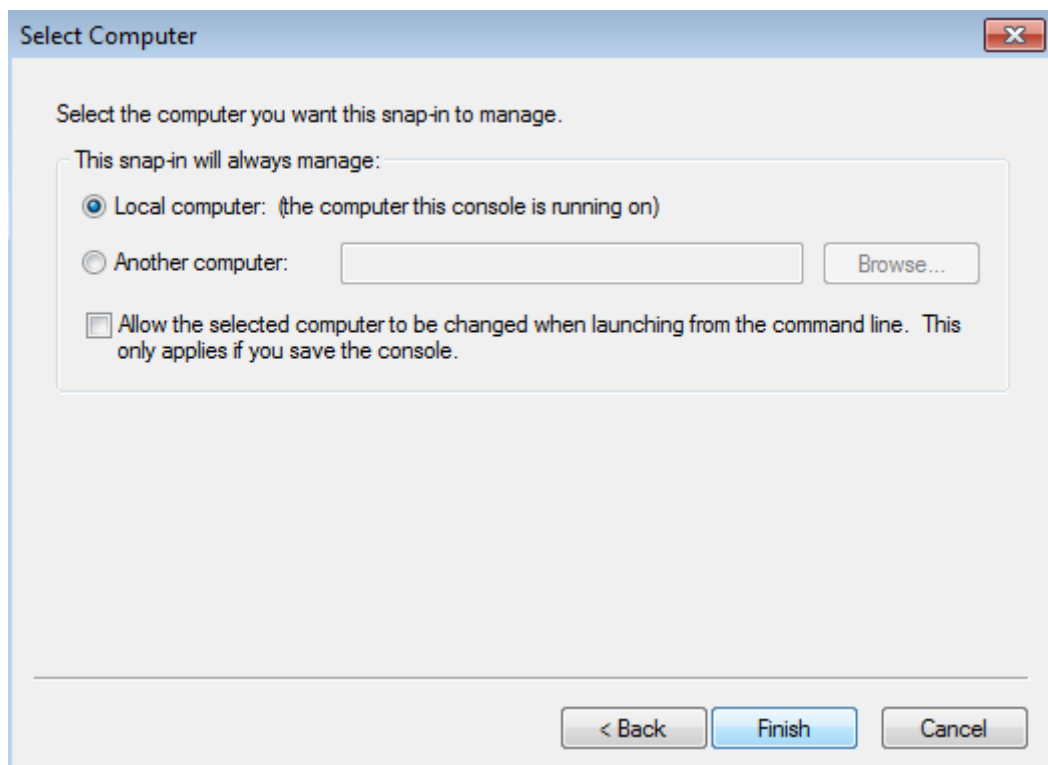 Select Computer
Select the computer you want this snap-in to manage.
This snap-in will always manage:
Local computer: (the computer this console is running on)
Another computer:
Browse...
Allow the selected computer to be changed when launching from the command line. This
only applies if you save the console.
< Back
Finish
Cancel